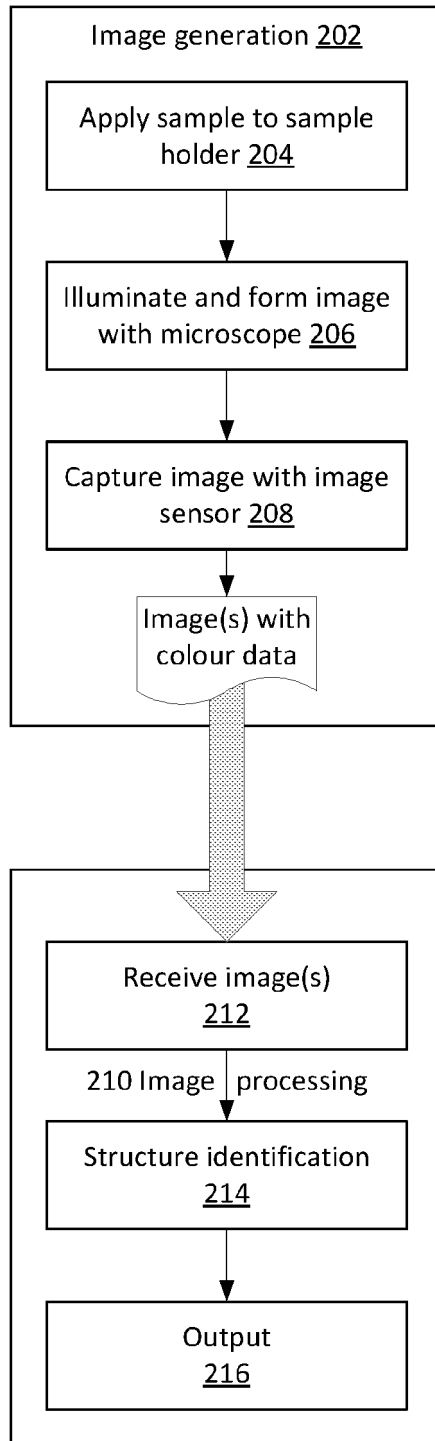 Image generation 202
Apply sample to sample
holder 204
Illuminate and form image
with microscope 206
Capture image with image
sensor 208
Image(s) with
colour data
Receive image(s)
212
210 Image processing
Structure identification
214
Output
216